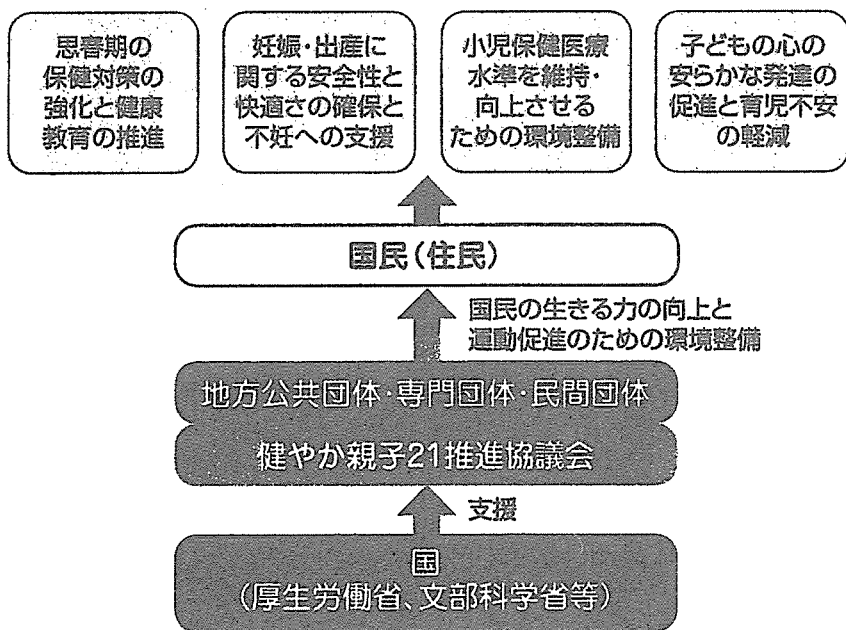 思春期の
保健対策の
強化と健康
教育の推進
妊娠・出産に
関する安全性と
快適さの確保と
不妊への支援
小児保健医療
水準を維持・
向上させる
ための環境整備
子どもの心の
安らかな発達の
促進と育児不安
の軽減
国民(住民)
国民の生きる力の向上と
運動促進のための環境整備
地方公共団体・専門団体・民間団体
健やか親子21推進協議会
支援
国
(厚生労働省、文部科学省等)